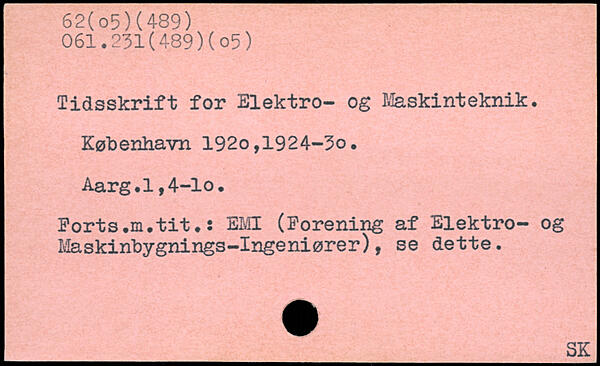 62(o5)(489)
061.231(489)(o5)
Tidsskrift for Elektro- og Maskinteknik.
København 192o,1924-3o.
Aarg.1,4-1o.
Forts.m.tit.: EMI (Forening af Elektro- og
Maskinbygnings-Ingeniører), se dette.
SK